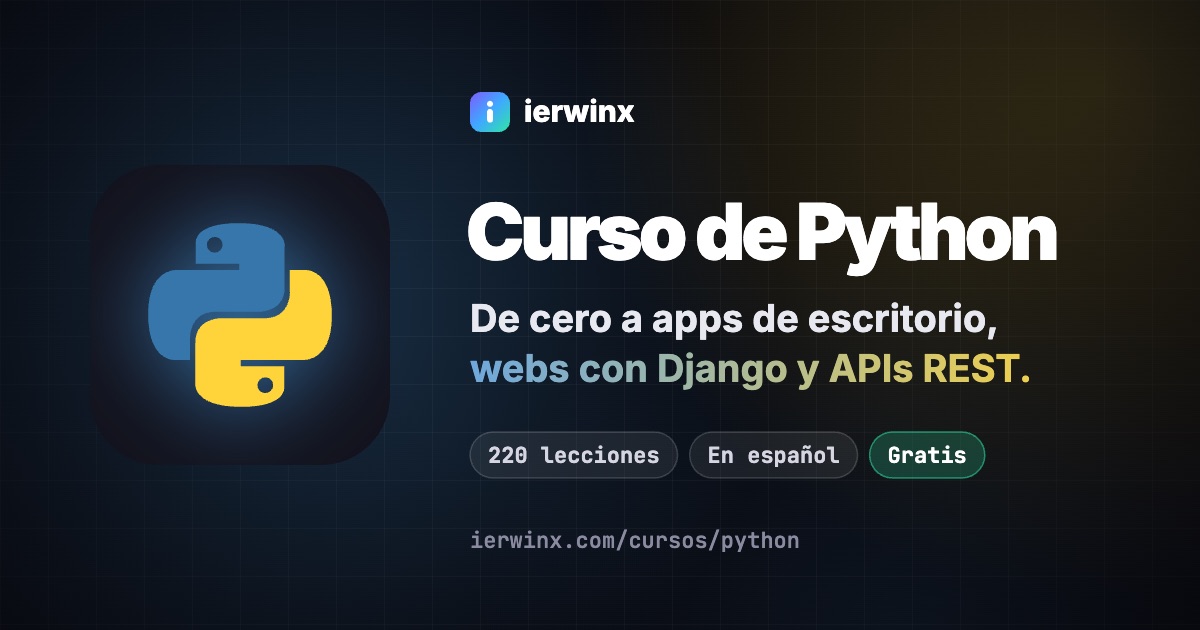 ierwinx
Curso de Python
De cero a apps de escritorio,
webs con Django y APIs REST.
220 lecciones
En español
Gratis
ierwinx.com/cursos/python